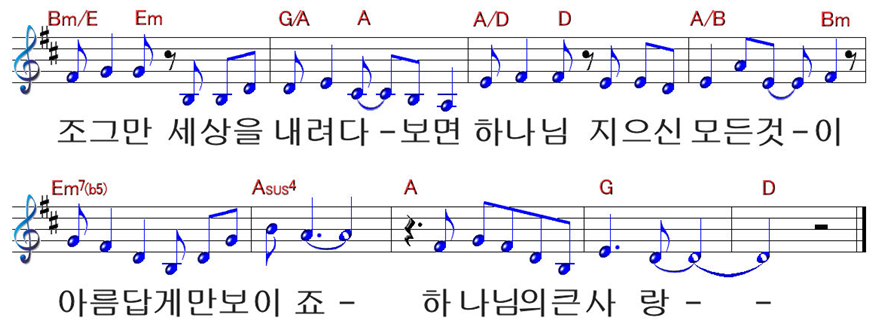 Bm/E Em G/A A A/D D A/B Bm
조그만 세상을 내려다 -보면 하나님 지으신 모든것 -이
Em7(b5) Asus4 A G D
아름답게만보이 죠 - 하 나님의큰사 랑 - -